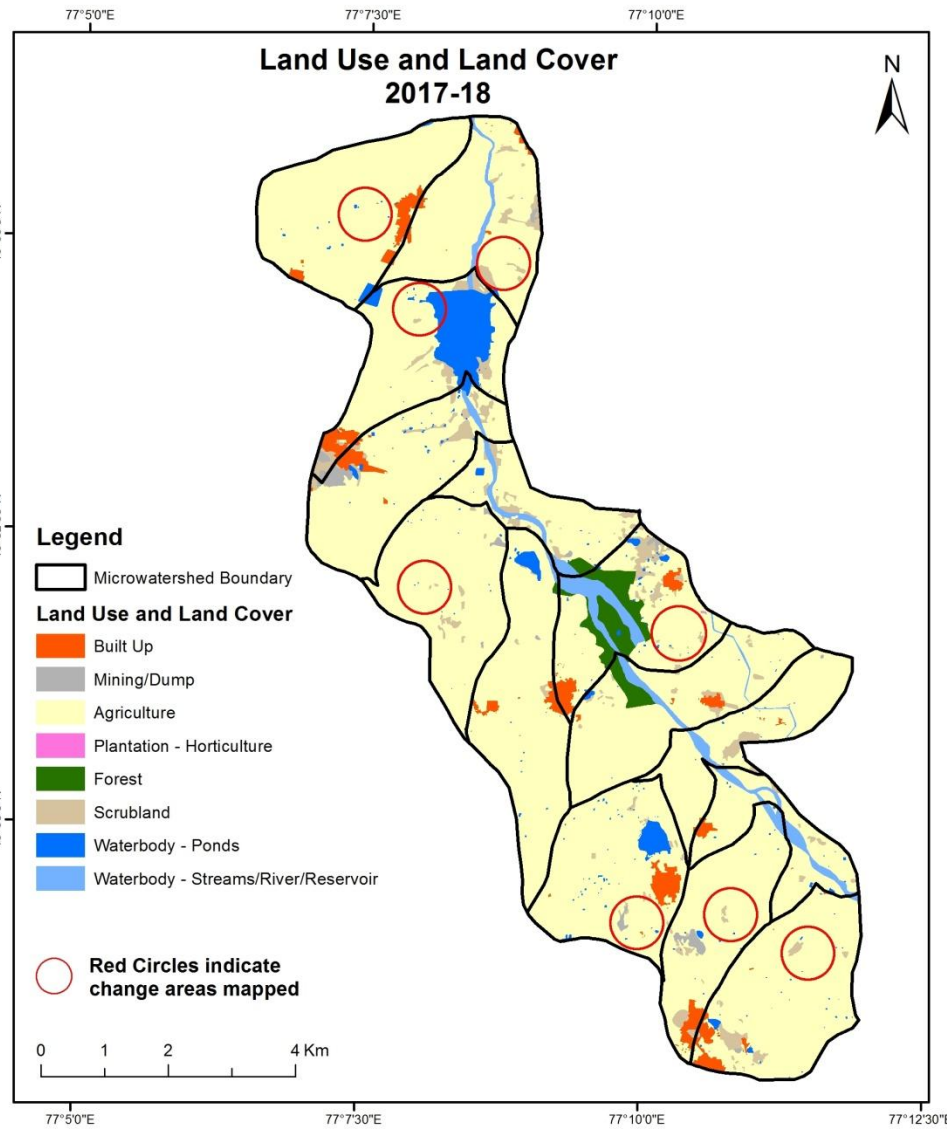 77°5'0"E 77°7'30"E 77°10'0"E
Land Use and Land Cover
2017-18
N
Legend
Microwatershed Boundary
Land Use and Land Cover
Built Up
Mining/Dump
Agriculture
Plantation - Horticulture
Forest
Scrubland
Waterbody - Ponds
Waterbody - Streams/River/Reservoir
Red Circles indicate
change areas mapped
0 1 2 4 Km
77°5'0"E 77°7'30"E 77°10'0"E 77°12'30"E